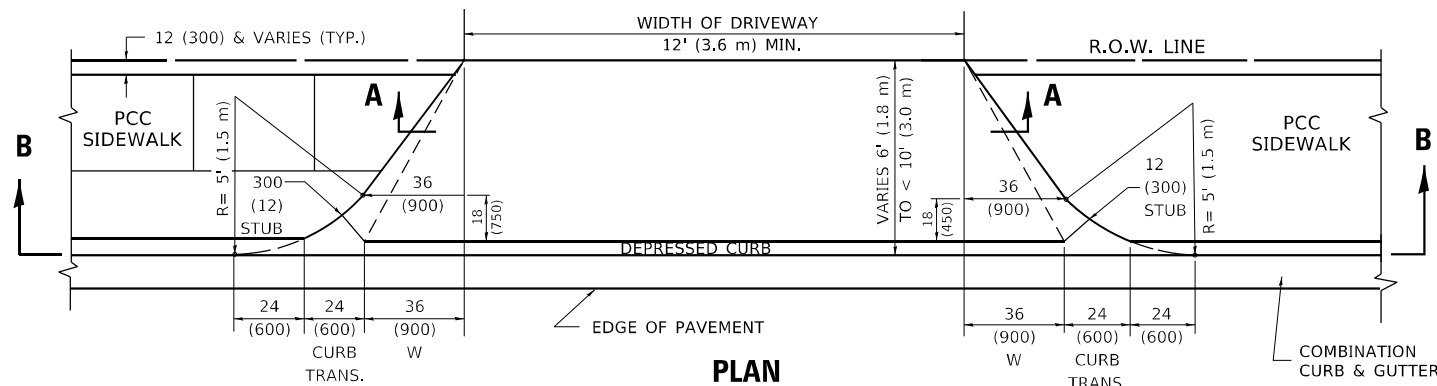 WIDTH OF DRIVEWAY
12' (3.6 m) MIN.
12 (300) & VARIES (TYP.)
R.O.W. LINE
A
A
PCC
SIDEWALK
PCC
SIDEWALK
B
B
R= 5' (1.5 m)
300
(12)
STUB
36
(900)
18
(750)
VARIES 6' (1.8 m)
TO < 10' (3.0 m)
36
(900)
18
(450)
12
(300)
STUB
R= 5' (1.5 m)
DEPRESSED CURB
24
(600)
24
(600)
CURB
TRANS.
36
(900)
W
EDGE OF PAVEMENT
PLAN
36
(900)
W
24
(600)
CURB
TRANS.
24
(600)
COMBINATION
CURB & GUTTER